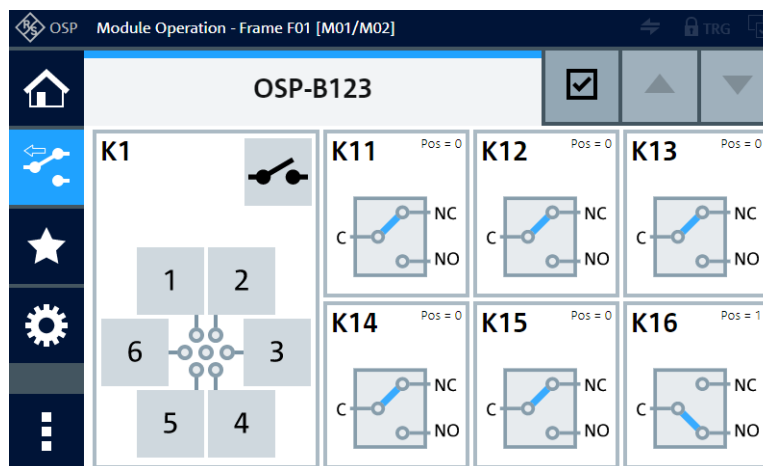 R&S OSP Module Operation - Frame F01 [M01/M02] TRG
OSP-B123
K1
1 2
6 3
5 4
K11 Pos = 0
NC
C
NO
K12 Pos = 0
NC
C
NO
K13 Pos = 0
NC
C
NO
K14 Pos = 0
NC
C
NO
K15 Pos = 0
NC
C
NO
K16 Pos = 1
NC
C
NO